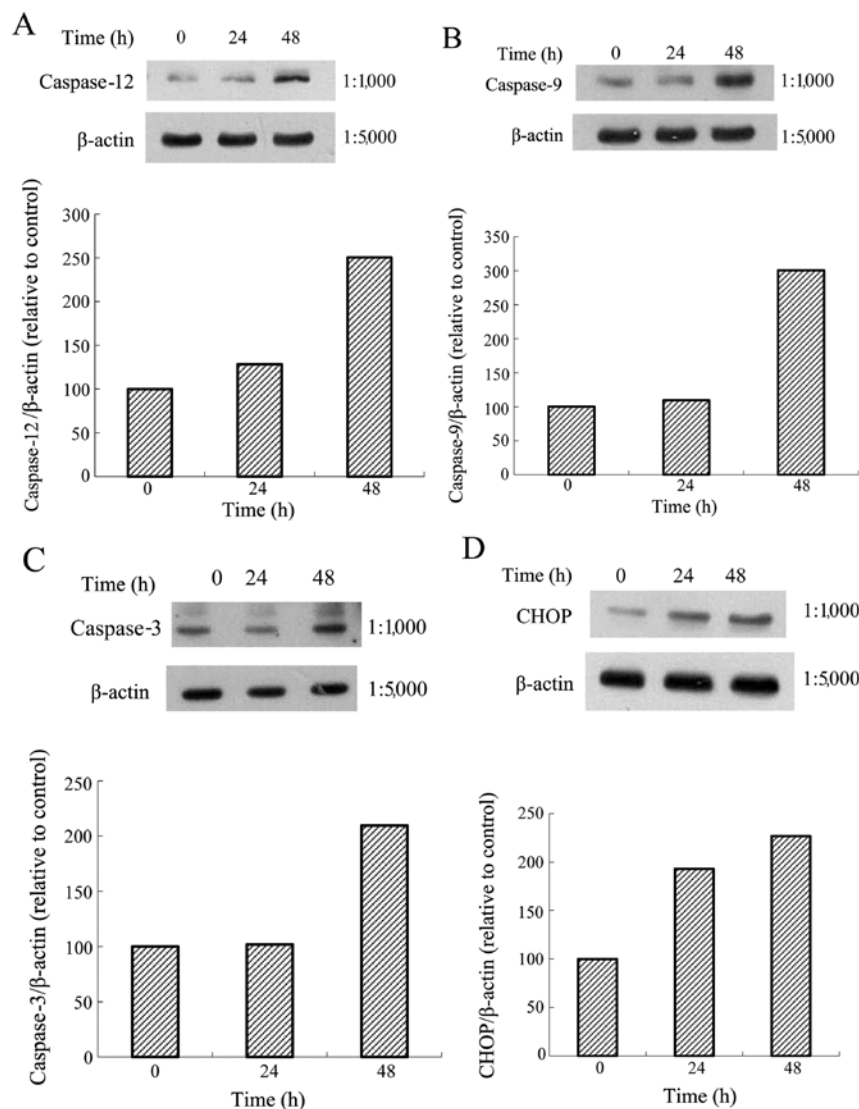 A
Time (h) 0 24 48
Caspase-12 1:1,000
β-actin 1:5,000
Caspase-12/β-actin (relative to control)
300
250
200
150
100
50
0
0 24 48
Time (h)
B
Time (h) 0 24 48
Caspase-9 1:1,000
β-actin 1:5,000
Caspase-9/β-actin (relative to control)
350
300
250
200
150
100
50
0
0 24 48
Time (h)
C
Time (h) 0 24 48
Caspase-3 1:1,000
β-actin 1:5,000
Caspase-3/β-actin (relative to control)
250
200
150
100
50
0
0 24 48
Time (h)
D
Time (h) 0 24 48
CHOP 1:1,000
β-actin 1:5,000
CHOP/β-actin (relative to control)
250
200
150
100
50
0
0 24 48
Time (h)